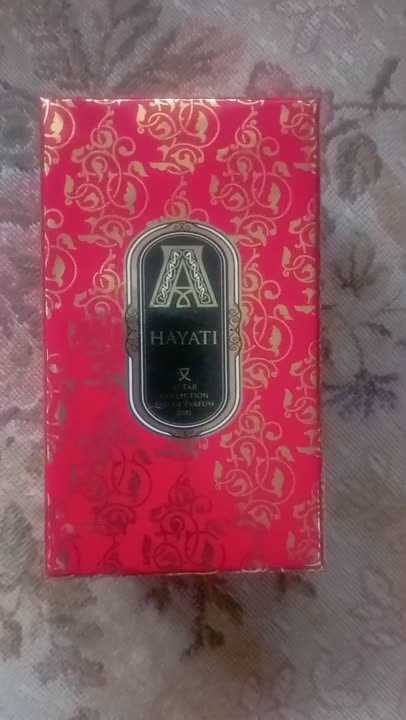 A
HAYATI
ATTAR
COLLECTION
EAU DE PARFUM